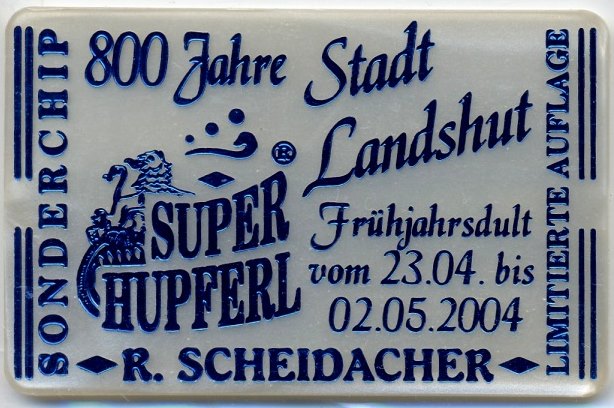 SONDERCHIP
800 Jahre Stadt
Landshut
®
SUPER
HUPFERL
Frühjahrsdult
vom 23.04. bis
02.05.2004
R. SCHEIDACHER
LIMITIERTE AUFLAGE